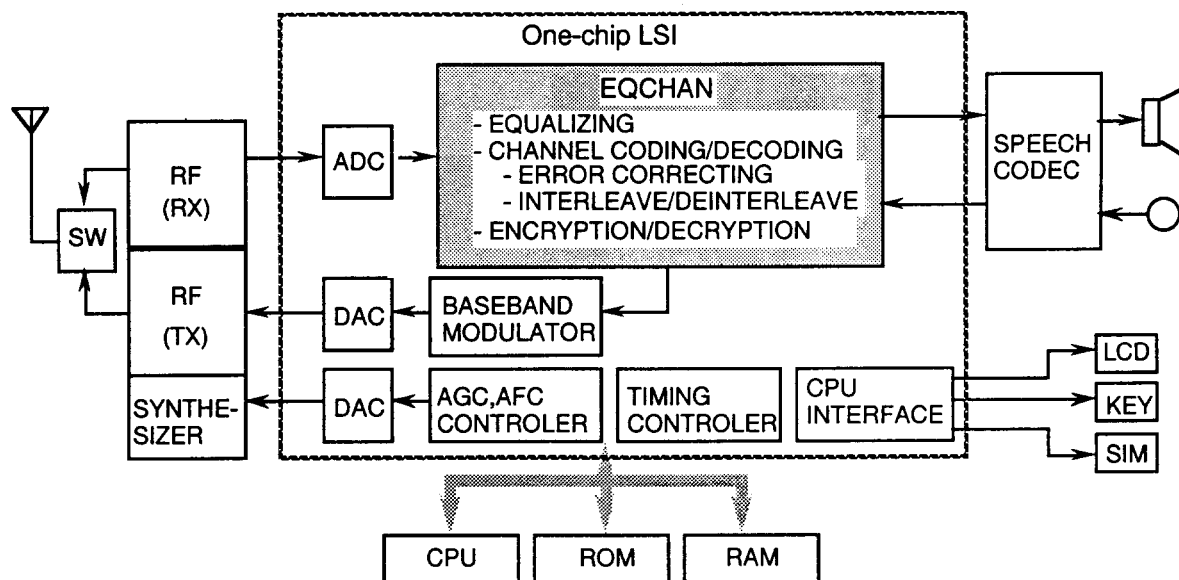 One-chip LSI
EQCHAN
- EQUALIZING
- CHANNEL CODING/DECODING
- ERROR CORRECTING
- INTERLEAVE/DEINTERLEAVE
- ENCRYPTION/DECRYPTION
RF
(RX)
SW
RF
(TX)
SYNTHE-
SIZER
ADC
DAC
BASEBAND
MODULATOR
DAC
AGC,AFC
CONTROLER
TIMING
CONTROLER
CPU
INTERFACE
SPEECH
CODEC
LCD
KEY
SIM
CPU
ROM
RAM